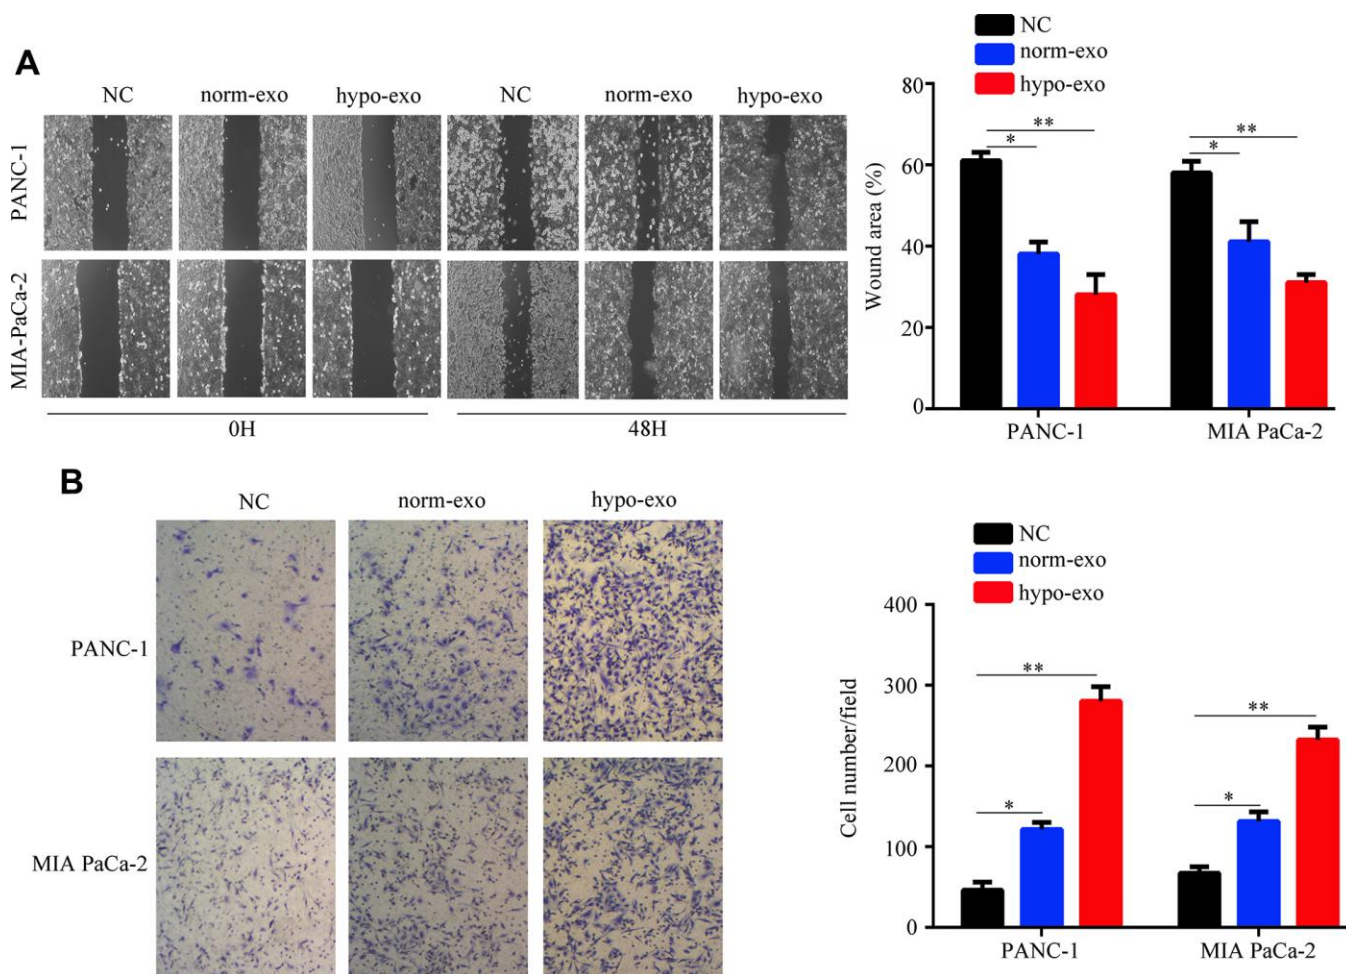 A
NC norm-exo hypo-exo NC norm-exo hypo-exo
PANC-1
MIA-PaCa-2
0H 48H
NC
norm-exo
hypo-exo
Wound area (%)
80
60
40
20
0
* ** * **
PANC-1 MIA PaCa-2
B
NC norm-exo hypo-exo
PANC-1
MIA PaCa-2
NC
norm-exo
hypo-exo
Cell number/field
400
300
200
100
0
** * ** *
PANC-1 MIA PaCa-2